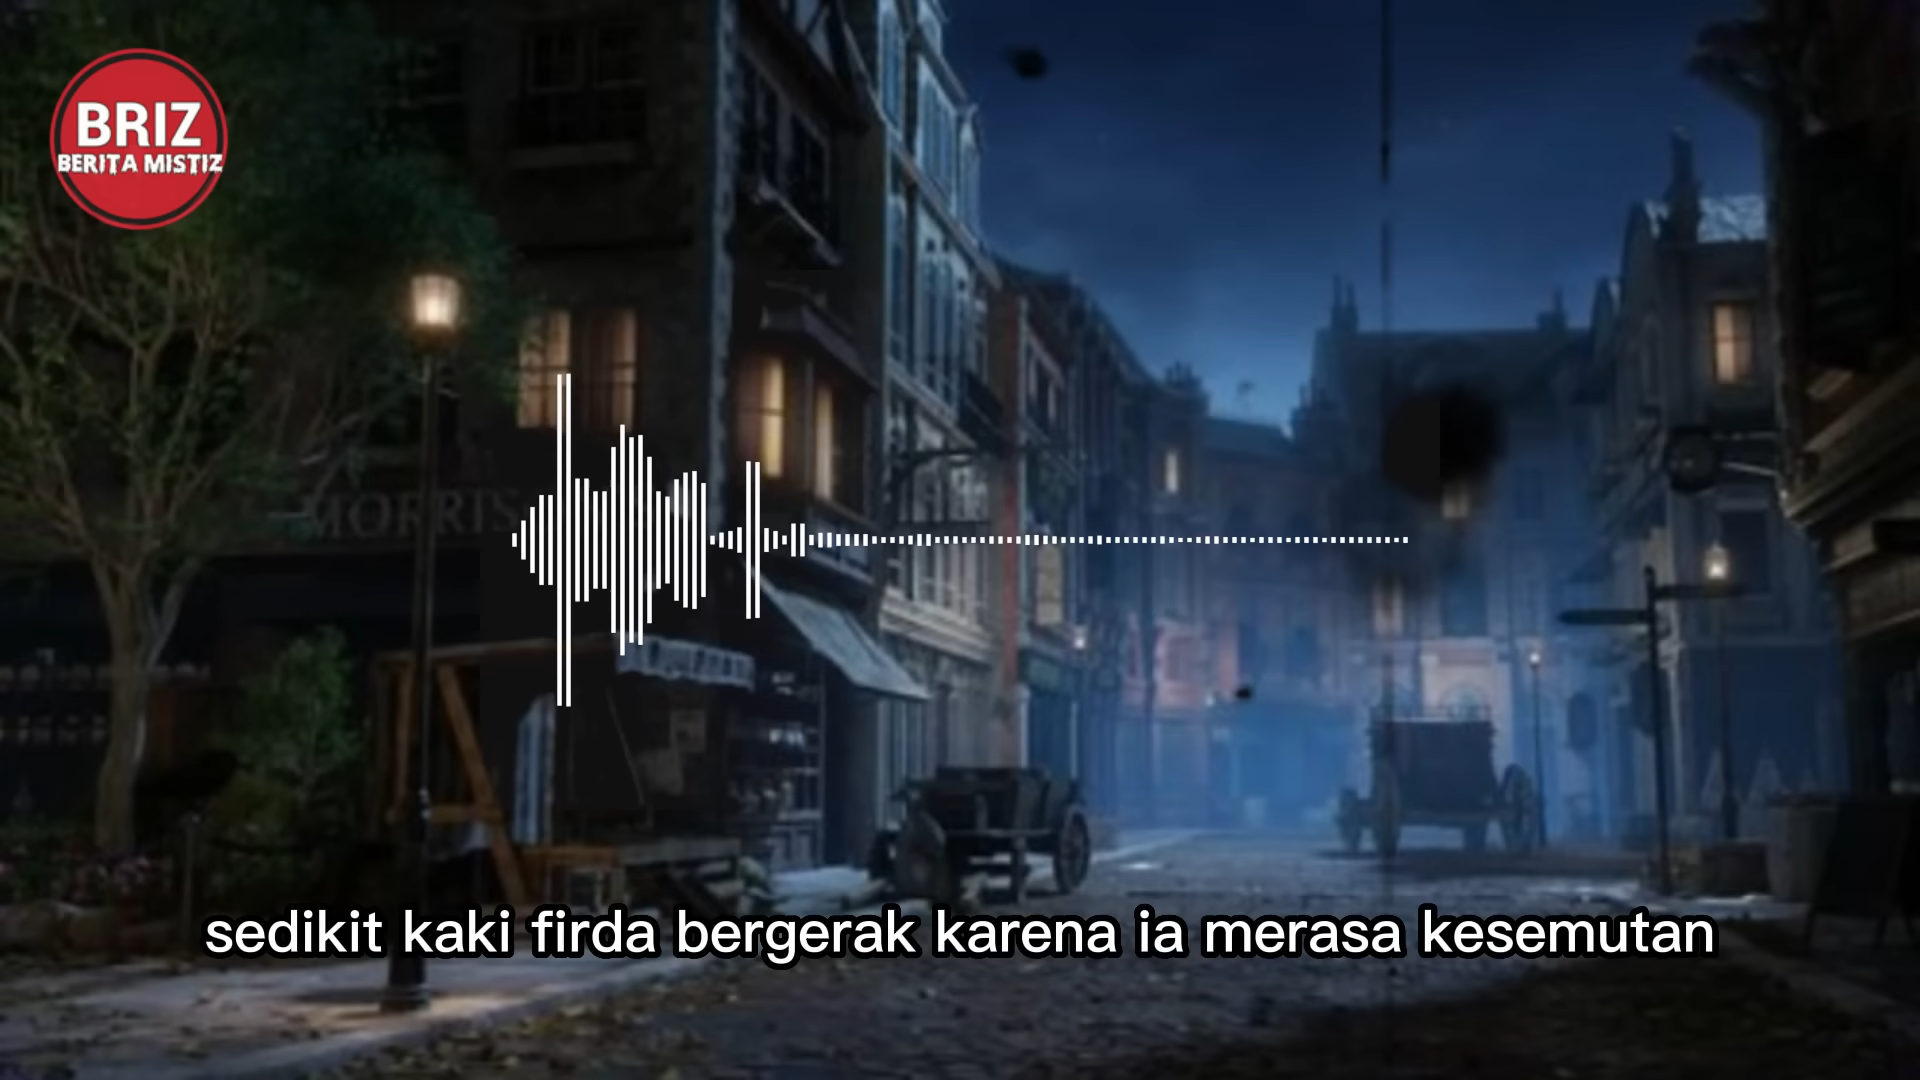 BRIZ
BERITA MISTIZ
MORRIS
sedikit kaki firda bergerak karena ia merasa kesemutan